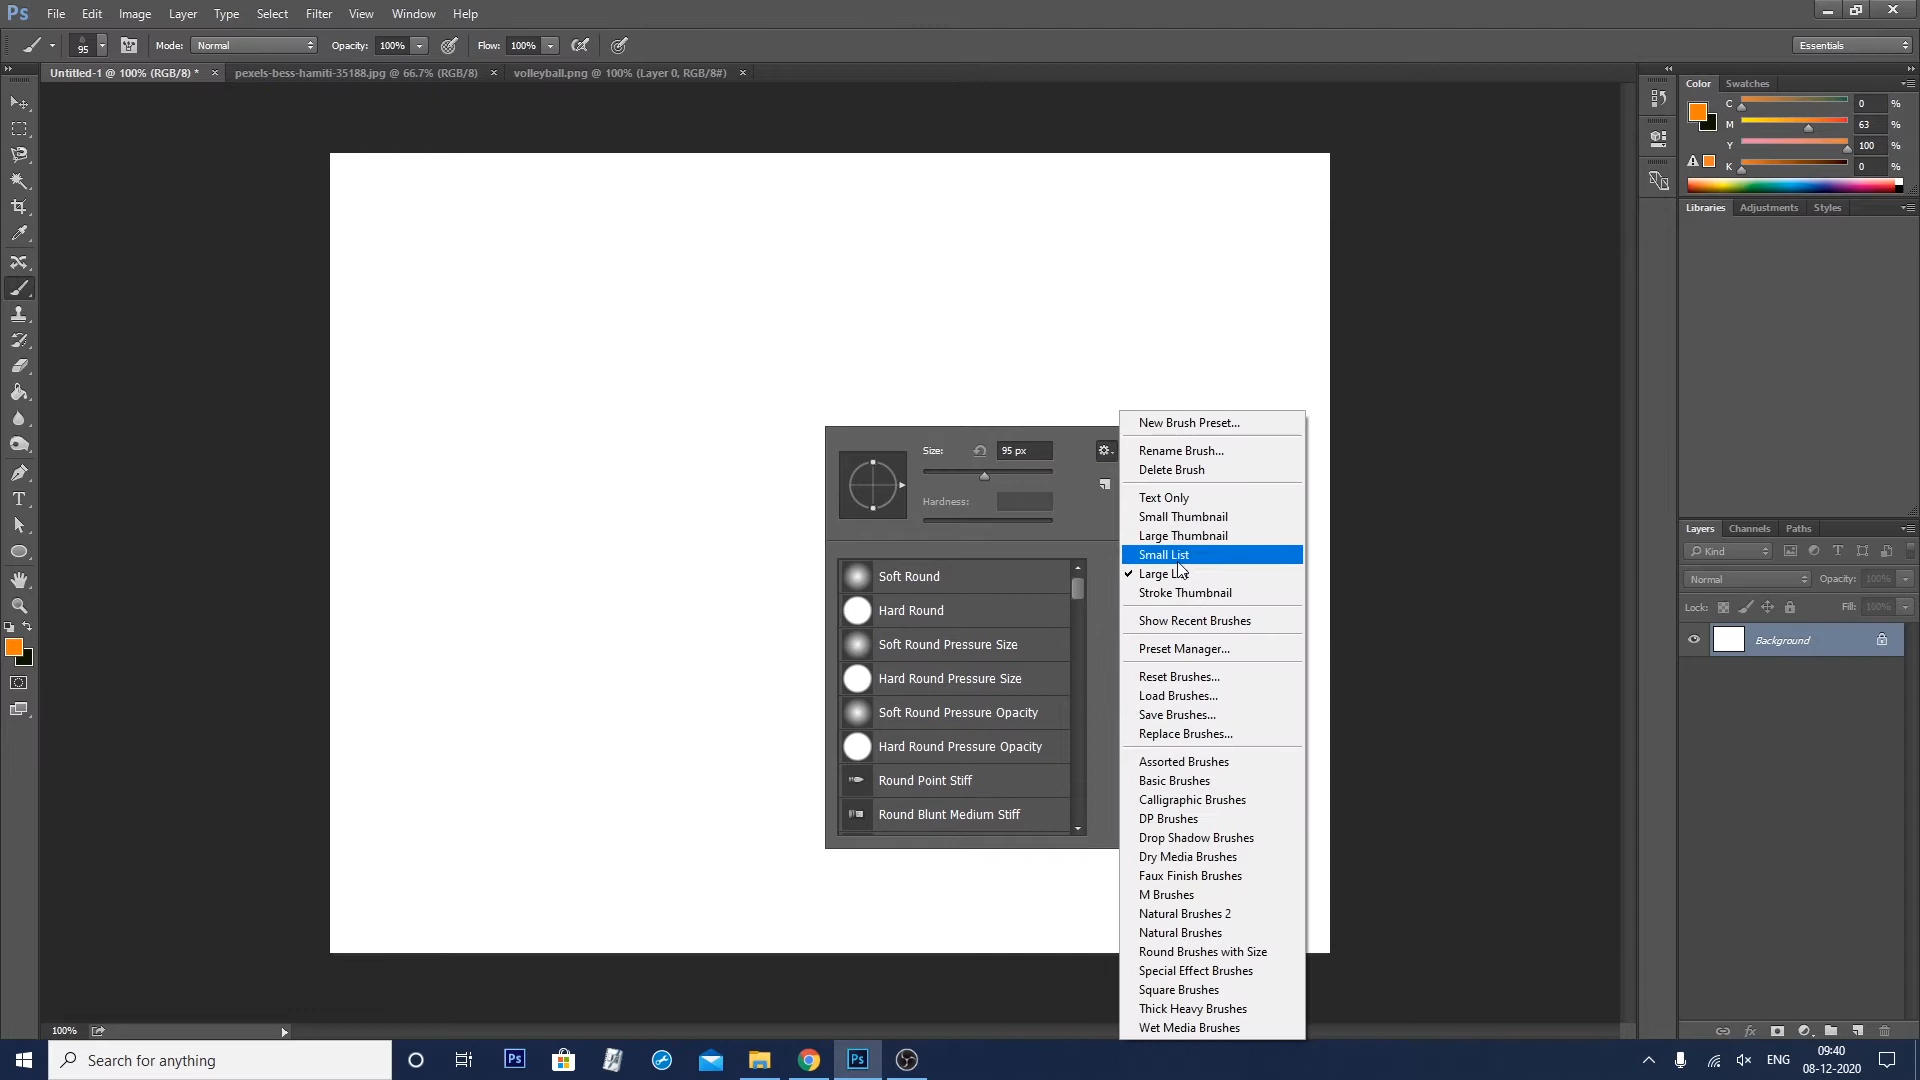 Ps File Edit Image Layer Type Select Filter View Window Help
95 Mode: Normal Opacity: 100% Flow: 100% Essentials
Untitled-1 @ 100% (RGB/8) * × pexels-bess-hamiti-35188.jpg @ 66.7% (RGB/8) × volleyball.png @ 100% (Layer 0, RGB/8#) ×
Color Swatches
C 0 %
M 63 %
Y 100 %
K 0 %
Libraries Adjustments Styles
Size: 95 px
Hardness:
Soft Round
Hard Round
Soft Round Pressure Size
Hard Round Pressure Size
Soft Round Pressure Opacity
Hard Round Pressure Opacity
Round Point Stiff
Round Blunt Medium Stiff
New Brush Preset...
Rename Brush...
Delete Brush
Text Only
Small Thumbnail
Large Thumbnail
Small List
Large List
Stroke Thumbnail
Show Recent Brushes
Preset Manager...
Reset Brushes...
Load Brushes...
Save Brushes...
Replace Brushes...
Assorted Brushes
Basic Brushes
Calligraphic Brushes
DP Brushes
Drop Shadow Brushes
Dry Media Brushes
Faux Finish Brushes
M Brushes
Natural Brushes 2
Natural Brushes
Round Brushes with Size
Special Effect Brushes
Square Brushes
Thick Heavy Brushes
Wet Media Brushes
Layers Channels Paths
Kind
Normal Opacity: 100%
Lock: Fill: 100%
Background
100%
Search for anything Ps Ps ENG 09:40
08-12-2020